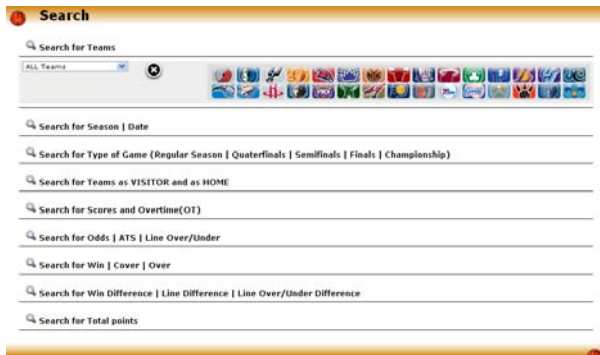 Search
Search for Teams
ALL Teams
Search for Season | Date
Search for Type of Game (Regular Season | Quaterfinals | Semifinals | Finals | Championship)
Search for Teams as VISITOR and as HOME
Search for Scores and Overtime(OT)
Search for Odds | ATS | Line Over/Under
Search for Win | Cover | Over
Search for Win Difference | Line Difference | Line Over/Under Difference
Search for Total points